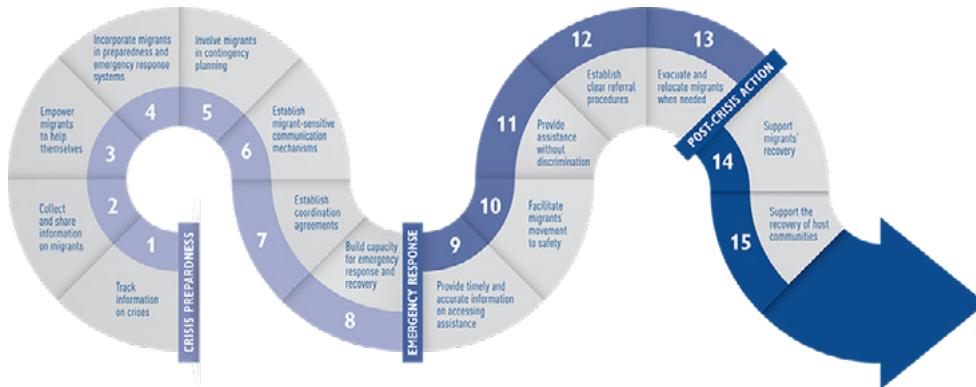 CRISIS PREPARDNESS
1
Track
information
on crises
2
Collect
and share
information
on migrants
3
Empower
migrants
to help
themselves
4
Incorporate migrants
in preparedness and
emergency response
systems
5
Involve migrants
in contingency
planning
6
Establish
migrant-sensitive
communication
mechanisms
7
Establish
coordination
agreements
8
Build capacity
for emergency
response and
recovery
EMERGENCY RESPONSE
9
Provide timely and
accurate information
on accessing
assistance
10
Facilitate
migrants'
movement
to safety
11
Provide
assistance
without
discrimination
12
Establish
clear referral
procedures
13
Evacuate and
relocate migrants
when needed
POST-CRISIS ACTION
14
Support
migrants'
recovery
15
Support the
recovery of host
communities